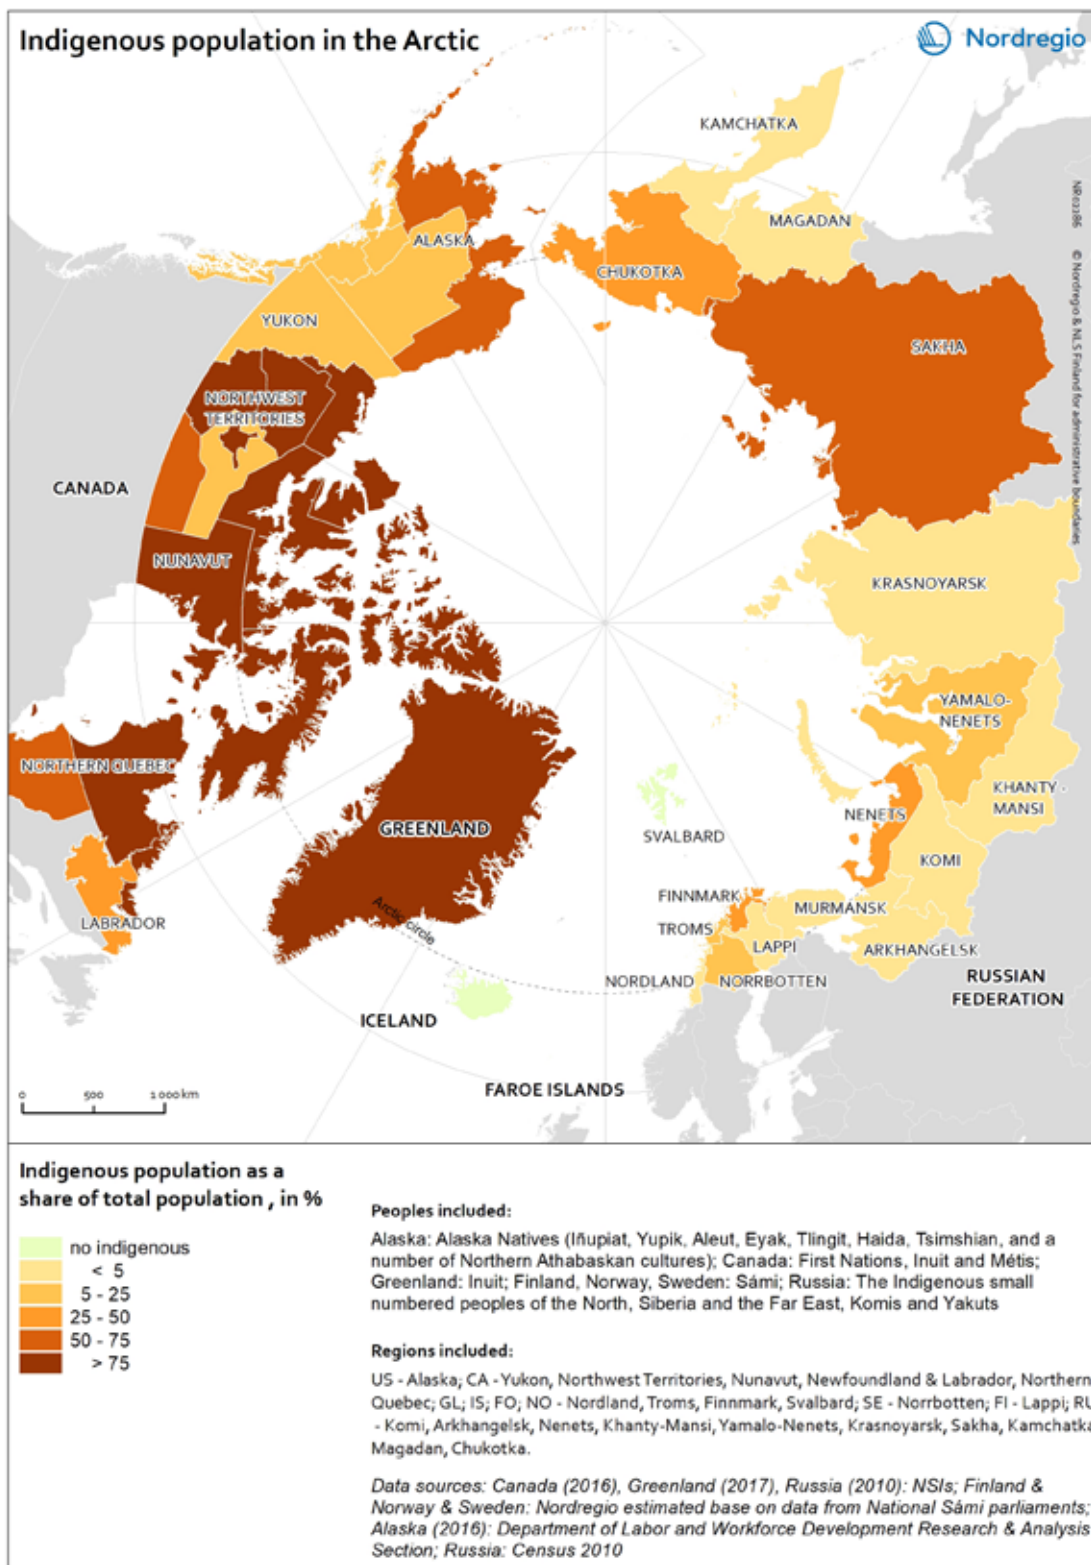 Indigenous population in the Arctic
Nordregio
KAMCHATKA
MAGADAN
ALASKA
CHUKOTKA
YUKON
SAKHA
NORTHWEST
TERRITORIES
CANADA
NUNAVUT
KRASNOYARSK
YAMALO-
NENETS
NORTHERN QUEBEC
KHANTY -
MANSI
GREENLAND
NENETS
SVALBARD
KOMI
FINNMARK
MURMANSK
LABRADOR
Arctic circle
TROMS
LAPPI
ARKHANGELSK
NORDLAND
NORRBOTTEN
RUSSIAN
FEDERATION
ICELAND
FAROE ISLANDS
0 500 1 000 km
© Nordregio & NLS Finland for administrative boundaries
Indigenous population as a
share of total population , in %
no indigenous
< 5
5 - 25
25 - 50
50 - 75
> 75
Peoples included:
Alaska: Alaska Natives (Iñupiat, Yupik, Aleut, Eyak, Tlingit, Haida, Tsimshian, and a
number of Northern Athabaskan cultures); Canada: First Nations, Inuit and Métis;
Greenland: Inuit; Finland, Norway, Sweden: Sámi; Russia: The Indigenous small
numbered peoples of the North, Siberia and the Far East, Komis and Yakuts
Regions included:
US - Alaska; CA - Yukon, Northwest Territories, Nunavut, Newfoundland & Labrador, Northern
Quebec; GL; IS; FO; NO - Nordland, Troms, Finnmark, Svalbard; SE - Norrbotten; FI - Lappi; RU
- Komi, Arkhangelsk, Nenets, Khanty-Mansi, Yamalo-Nenets, Krasnoyarsk, Sakha, Kamchatka
Magadan, Chukotka.
Data sources: Canada (2016), Greenland (2017), Russia (2010): NSIs; Finland &
Norway & Sweden: Nordregio estimated base on data from National Sámi parliaments;
Alaska (2016): Department of Labor and Workforce Development Research & Analysis
Section; Russia: Census 2010